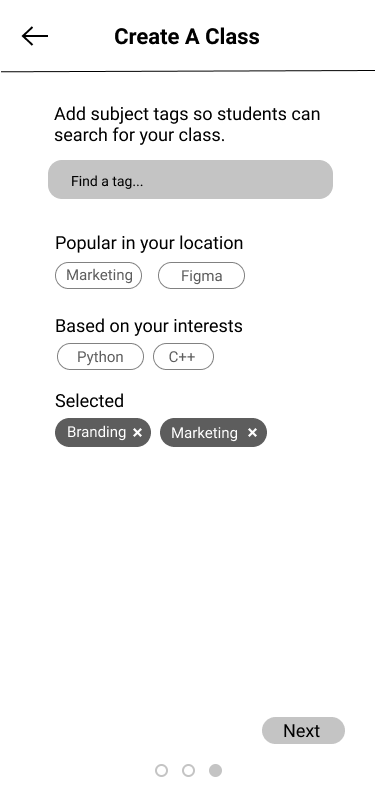 Create A Class
Add subject tags so students can
search for your class.
Find a tag...
Popular in your location
Marketing Figma
Based on your interests
Python C++
Selected
Branding × Marketing ×
Next